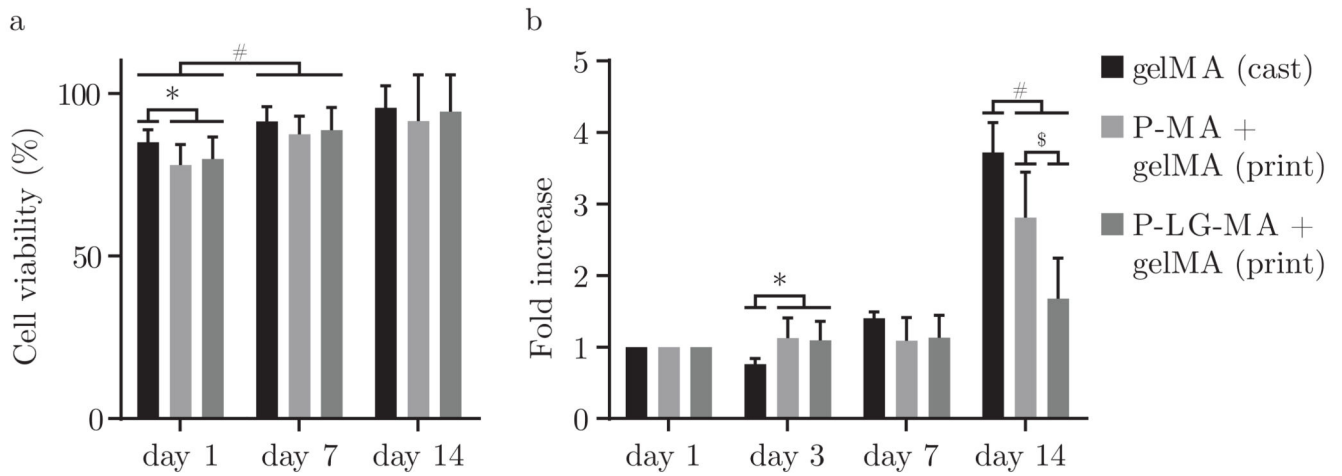 a
Cell viability (%)
100
50
0
#
*
day 1
day 7
day 14
b
Fold increase
5
4
3
2
1
0
*
#
$
day 1
day 3
day 7
day 14
gelMA (cast)
P-MA +
gelMA (print)
P-LG-MA +
gelMA (print)